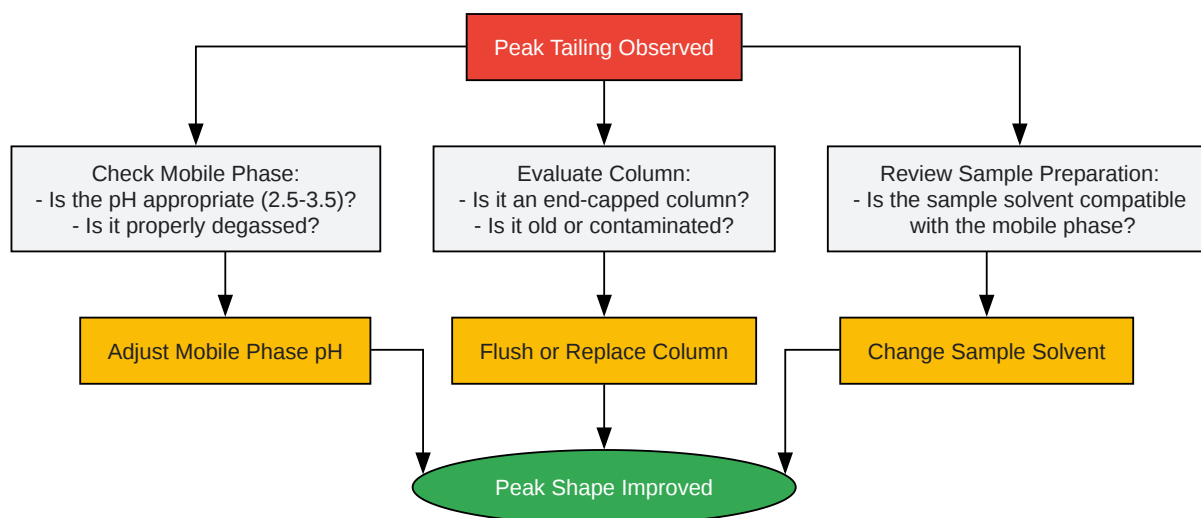 Peak Tailing Observed
Check Mobile Phase:
- Is the pH appropriate (2.5-3.5)?
- Is it properly degassed?
Evaluate Column:
- Is it an end-capped column?
- Is it old or contaminated?
Review Sample Preparation:
- Is the sample solvent compatible
with the mobile phase?
Adjust Mobile Phase pH
Flush or Replace Column
Change Sample Solvent
Peak Shape Improved